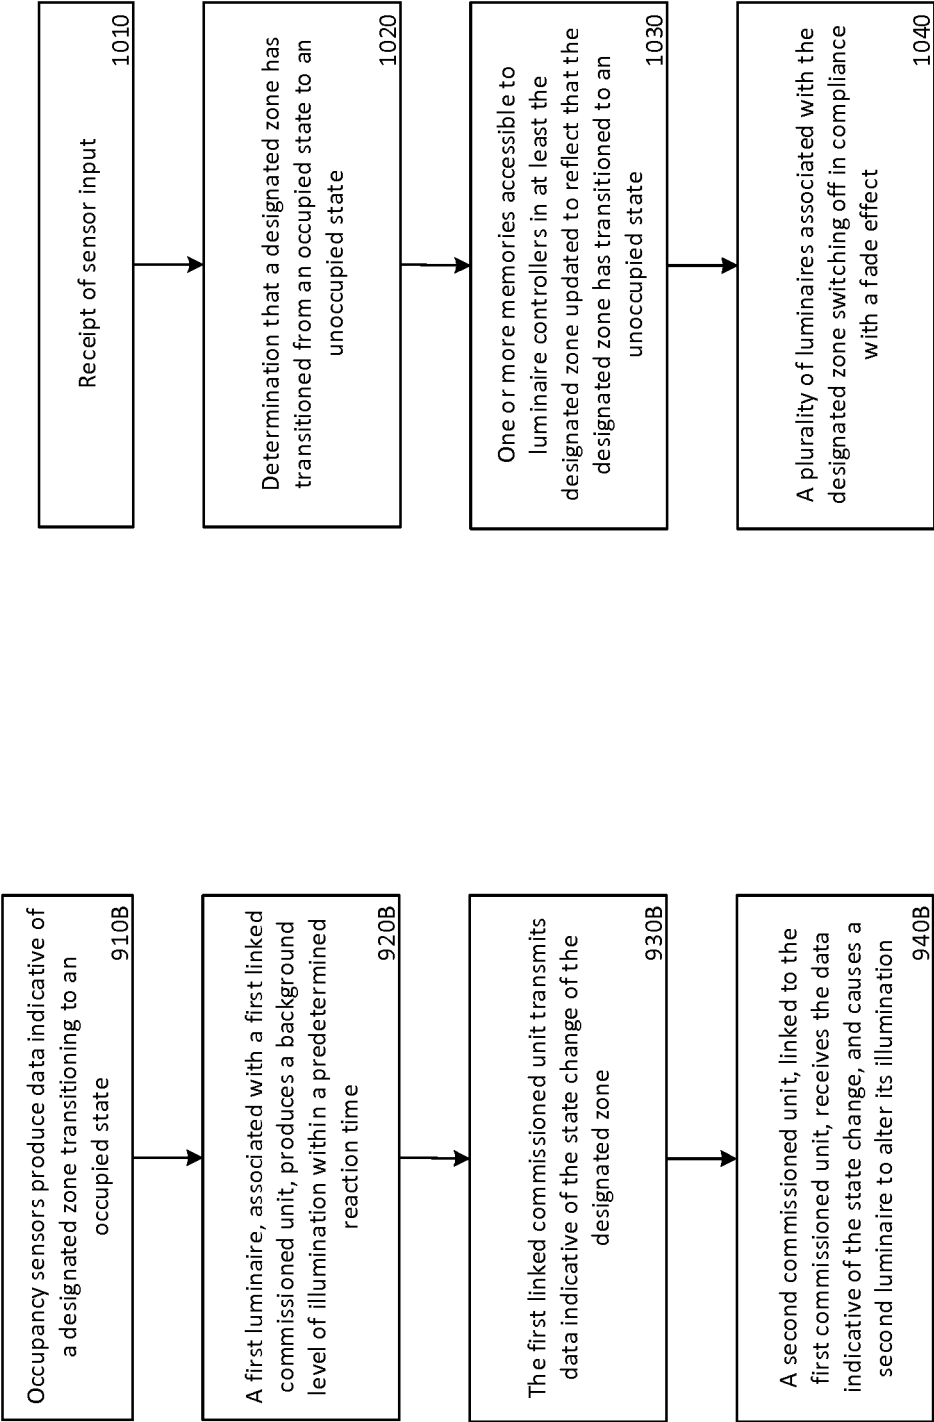 Occupancy sensors produce data indicative of
a designated zone transitioning to an
occupied state
910B
A first luminaire, associated with a first linked
commissioned unit, produces a background
level of illumination within a predetermined
reaction time
920B
The first linked commissioned unit transmits
data indicative of the state change of the
designated zone
930B
A second commissioned unit, linked to the
first commissioned unit, receives the data
indicative of the state change, and causes a
second luminaire to alter its illumination
940B
Receipt of sensor input
1010
Determination that a designated zone has
transitioned from an occupied state to an
unoccupied state
1020
One or more memories accessible to
luminaire controllers in at least the
designated zone updated to reflect that the
designated zone has transitioned to an
unoccupied state
1030
A plurality of luminaires associated with the
designated zone switching off in compliance
with a fade effect
1040